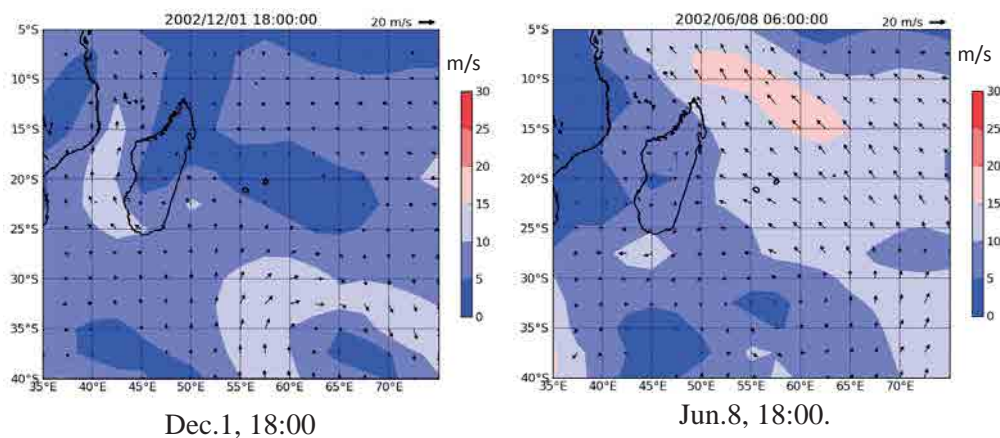 2002/12/01 18:00:00
20 m/s
m/s
5°S
10°S
15°S
20°S
25°S
30°S
35°S
40°S
35°E
40°E
45°E
50°E
55°E
60°E
65°E
70°E
30
25
20
15
10
5
0
Dec.1, 18:00
2002/06/08 06:00:00
20 m/s
m/s
5°S
10°S
15°S
20°S
25°S
30°S
35°S
40°S
35°E
40°E
45°E
50°E
55°E
60°E
65°E
70°E
30
25
20
15
10
5
0
Jun.8, 18:00.